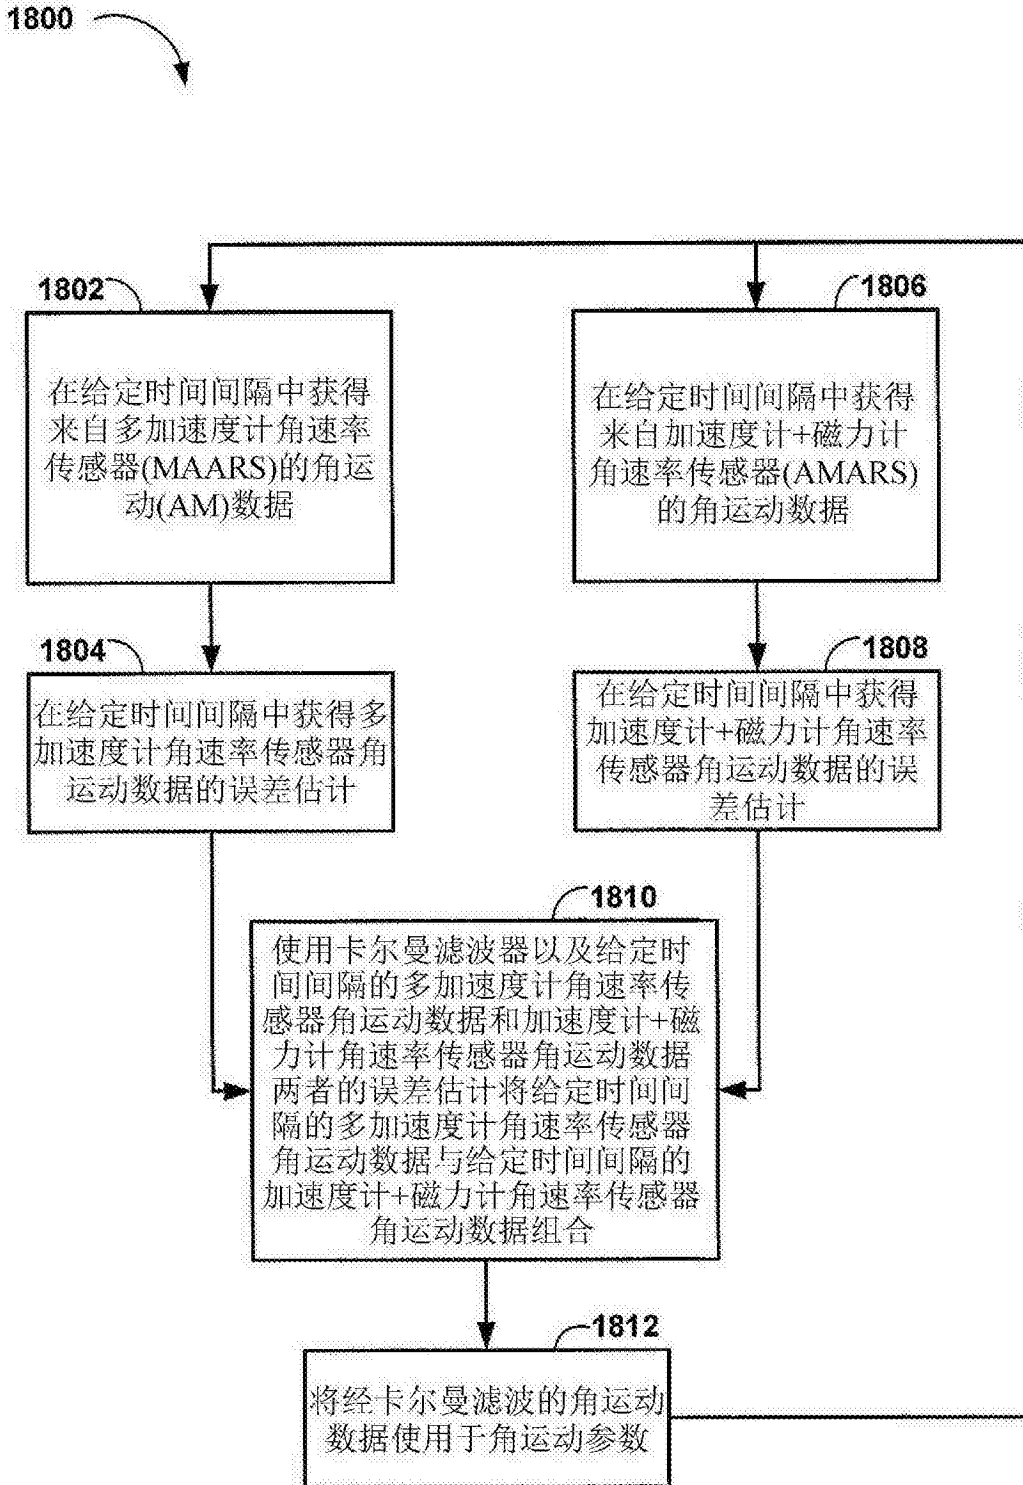 1800
1802
在给定时间间隔中获得
来自多加速度计角速率
传感器(MAARS)的角运
动(AM)数据
1806
在给定时间间隔中获得
来自加速度计+磁力计
角速率传感器(AMARS)
的角运动数据
1804
在给定时间间隔中获得多
加速度计角速率传感器角
运动数据的误差估计
1808
在给定时间间隔中获得
加速度计+磁力计角速率
传感器角运动数据的误
差估计
1810
使用卡尔曼滤波器以及给定时
间间隔的多加速度计角速率传
感器角运动数据和加速度计+磁
力计角速率传感器角运动数据
两者的误差估计将给定时间间
隔的多加速度计角速率传感器
角运动数据与给定时间间隔的
加速度计+磁力计角速率传感器
角运动数据组合
1812
将经卡尔曼滤波的角运动
数据使用于角运动参数